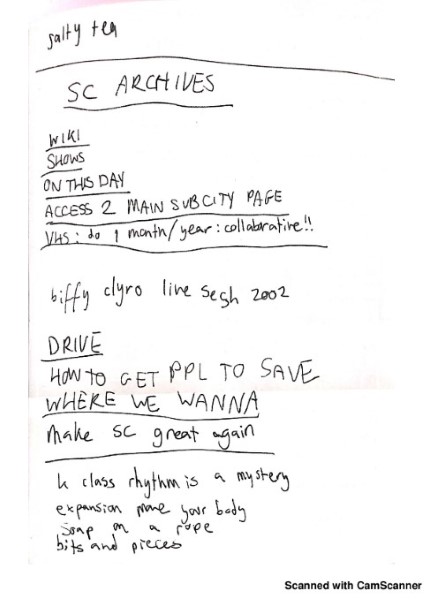 salty tea
SC ARCHIVES
WIKI
SHOWS
ON THIS DAY
ACCESS 2 MAIN SUBCITY PAGE
VHS: do 1 month/year: collaborative!!
biffy clyro live sesh 2002
DRIVE
HOW TO GET PPL TO SAVE
WHERE WE WANNA
make SC great again
k class rhythm is a mystery
expansion move your body
soap on a rope
bits and pieces
Scanned with CamScanner